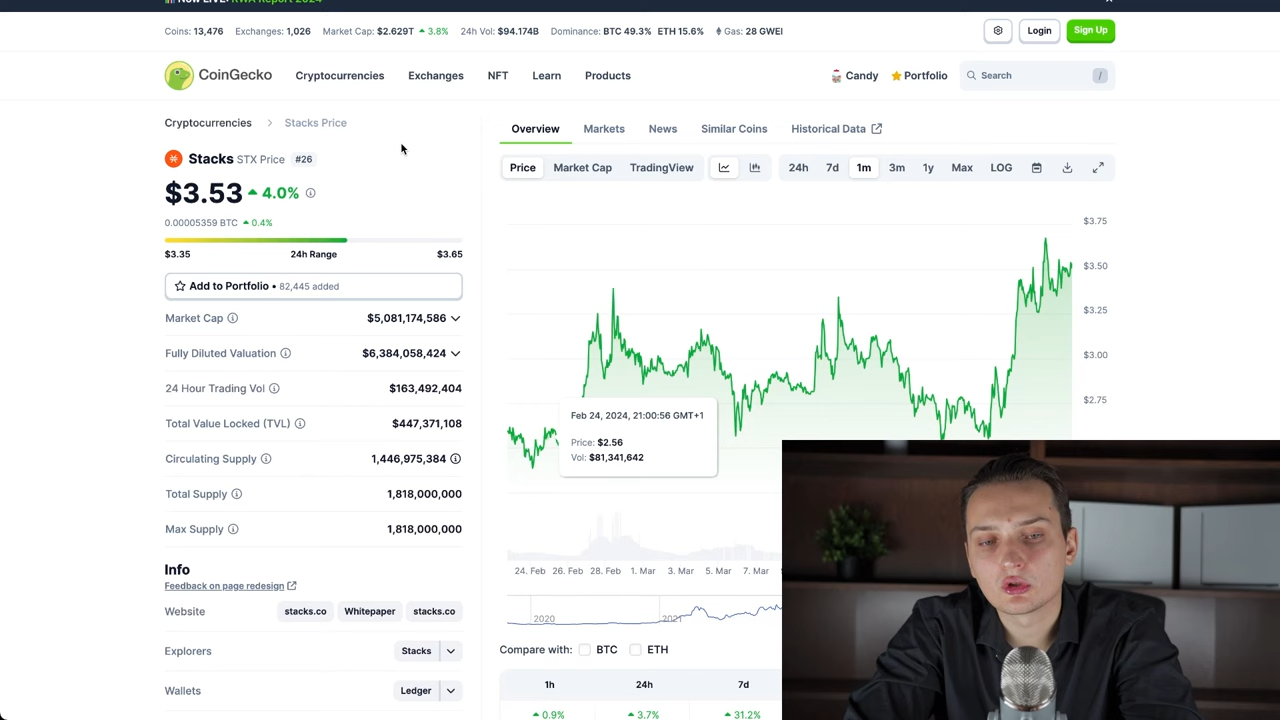 Now LIVE: RWA Report 2024
Coins: 13,476 Exchanges: 1,026 Market Cap: $2.629T 3.8% 24h Vol: $94.174B Dominance: BTC 49.3% ETH 15.6% Gas: 28 GWEI
Login
Sign Up
CoinGecko
Cryptocurrencies Exchanges NFT Learn Products
Candy Portfolio
Search /
Cryptocurrencies > Stacks Price
Stacks STX Price #26
$3.53 4.0%
0.00005359 BTC 0.4%
$3.35 24h Range $3.65
Add to Portfolio • 82,445 added
Market Cap $5,081,174,586
Fully Diluted Valuation $6,384,058,424
24 Hour Trading Vol $163,492,404
Total Value Locked (TVL) $447,371,108
Circulating Supply 1,446,975,384
Total Supply 1,818,000,000
Max Supply 1,818,000,000
Info
Feedback on page redesign
Website stacks.co Whitepaper stacks.co
Explorers Stacks
Wallets Ledger
Overview Markets News Similar Coins Historical Data
Price Market Cap TradingView 24h 7d 1m 3m 1y Max LOG
$3.75
$3.50
$3.25
$3.00
$2.75
Feb 24, 2024, 21:00:56 GMT+1
Price: $2.56
Vol: $81,341,642
24. Feb 26. Feb 28. Feb 1. Mar 3. Mar 5. Mar 7. Mar
2020 2021
Compare with: BTC ETH
1h 24h 7d
0.9% 3.7% 31.2%